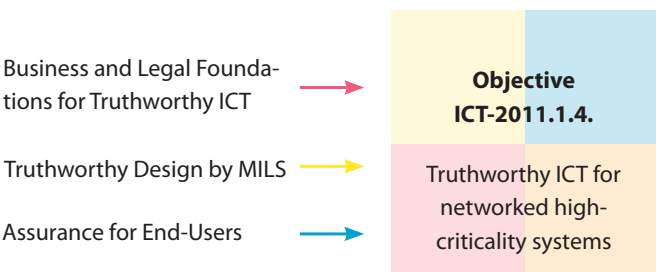 Business and Legal Founda-
tions for Truthworthy ICT
Truthworthy Design by MILS
Assurance for End-Users
Objective
ICT-2011.1.4.
Truthworthy ICT for
networked high-
criticality systems